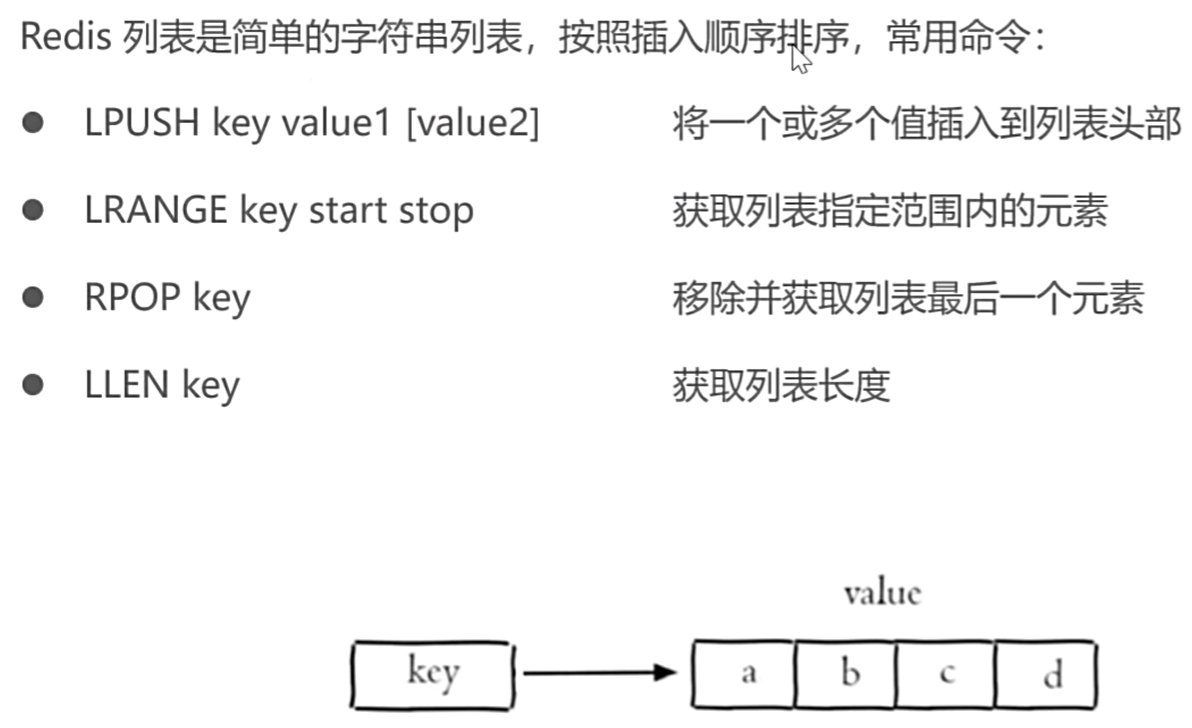 Redis 列表是简单的字符串列表，按照插入顺序排序，常用命令：
● LPUSH key value1 [value2] 将一个或多个值插入到列表头部
● LRANGE key start stop 获取列表指定范围内的元素
● RPOP key 移除并获取列表最后一个元素
● LLEN key 获取列表长度
value
key a b c d